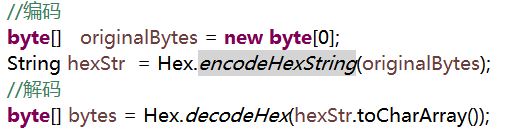 //编码
byte[]   originalBytes = new byte[0];
String hexStr  = Hex.encodeHexString(originalBytes);
//解码
byte[] bytes = Hex.decodeHex(hexStr.toCharArray());